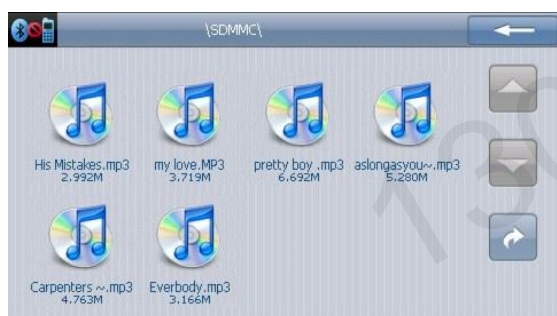 \SDMMC\
His Mistakes.mp3
2.992M
my love.MP3
3.719M
pretty boy .mp3
6.692M
aslongasyou~.mp3
5.280M
Carpenters ~.mp3
4.763M
Everbody.mp3
3.166M